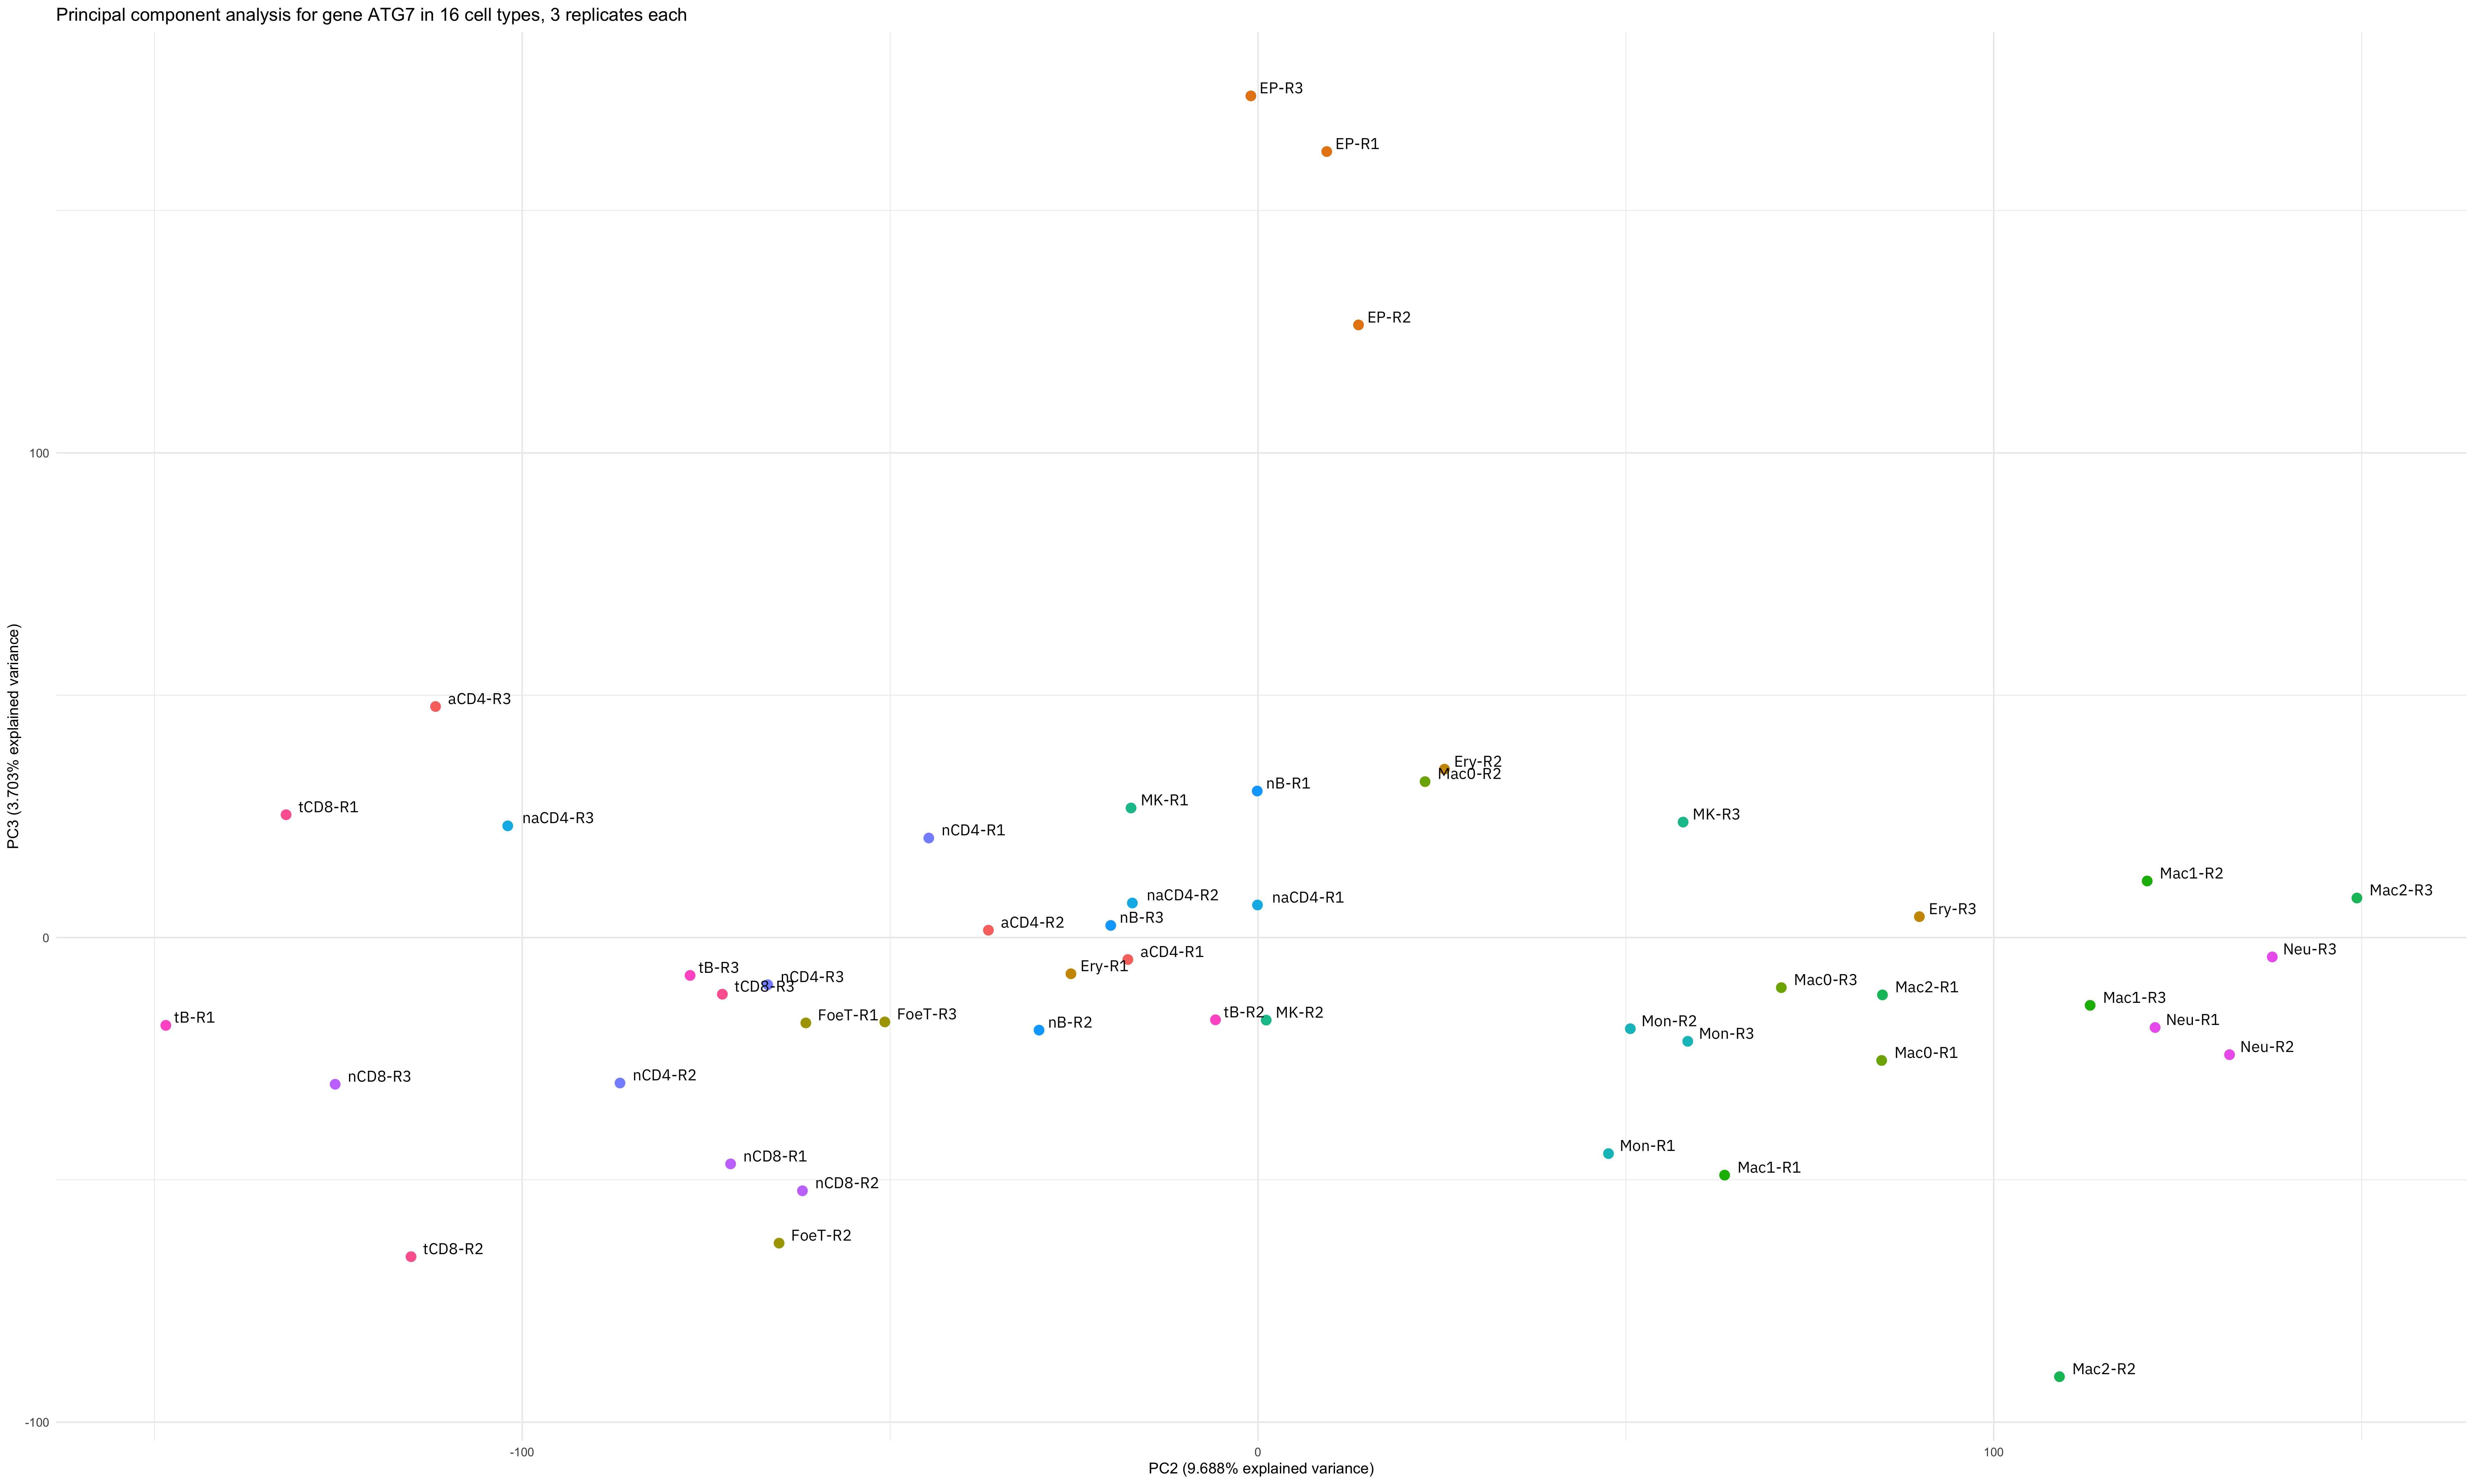 Principal component analysis for gene ATG7 in 16 cell types, 3 replicates each
EP-R3
EP-R1
EP-R2
100
PC3 (3.703% explained variance)
aCD4-R3
Ery-R2
Mac0-R2
nB-R1
MK-R1
tCD8-R1
MK-R3
naCD4-R3
nCD4-R1
Mac1-R2
Mac2-R3
naCD4-R2
naCD4-R1
Ery-R3
nB-R3
aCD4-R2
0
Neu-R3
aCD4-R1
Ery-R1
tB-R3
nCD4-R3
tCD8-R3
Mac0-R3
Mac2-R1
Mac1-R3
tB-R1
FoeT-R1
FoeT-R3
nB-R2
tB-R2
MK-R2
Mon-R2
Neu-R1
Mon-R3
Neu-R2
Mac0-R1
nCD8-R3
nCD4-R2
Mon-R1
nCD8-R1
Mac1-R1
nCD8-R2
FoeT-R2
tCD8-R2
Mac2-R2
-100
-100
0
100
PC2 (9.688% explained variance)